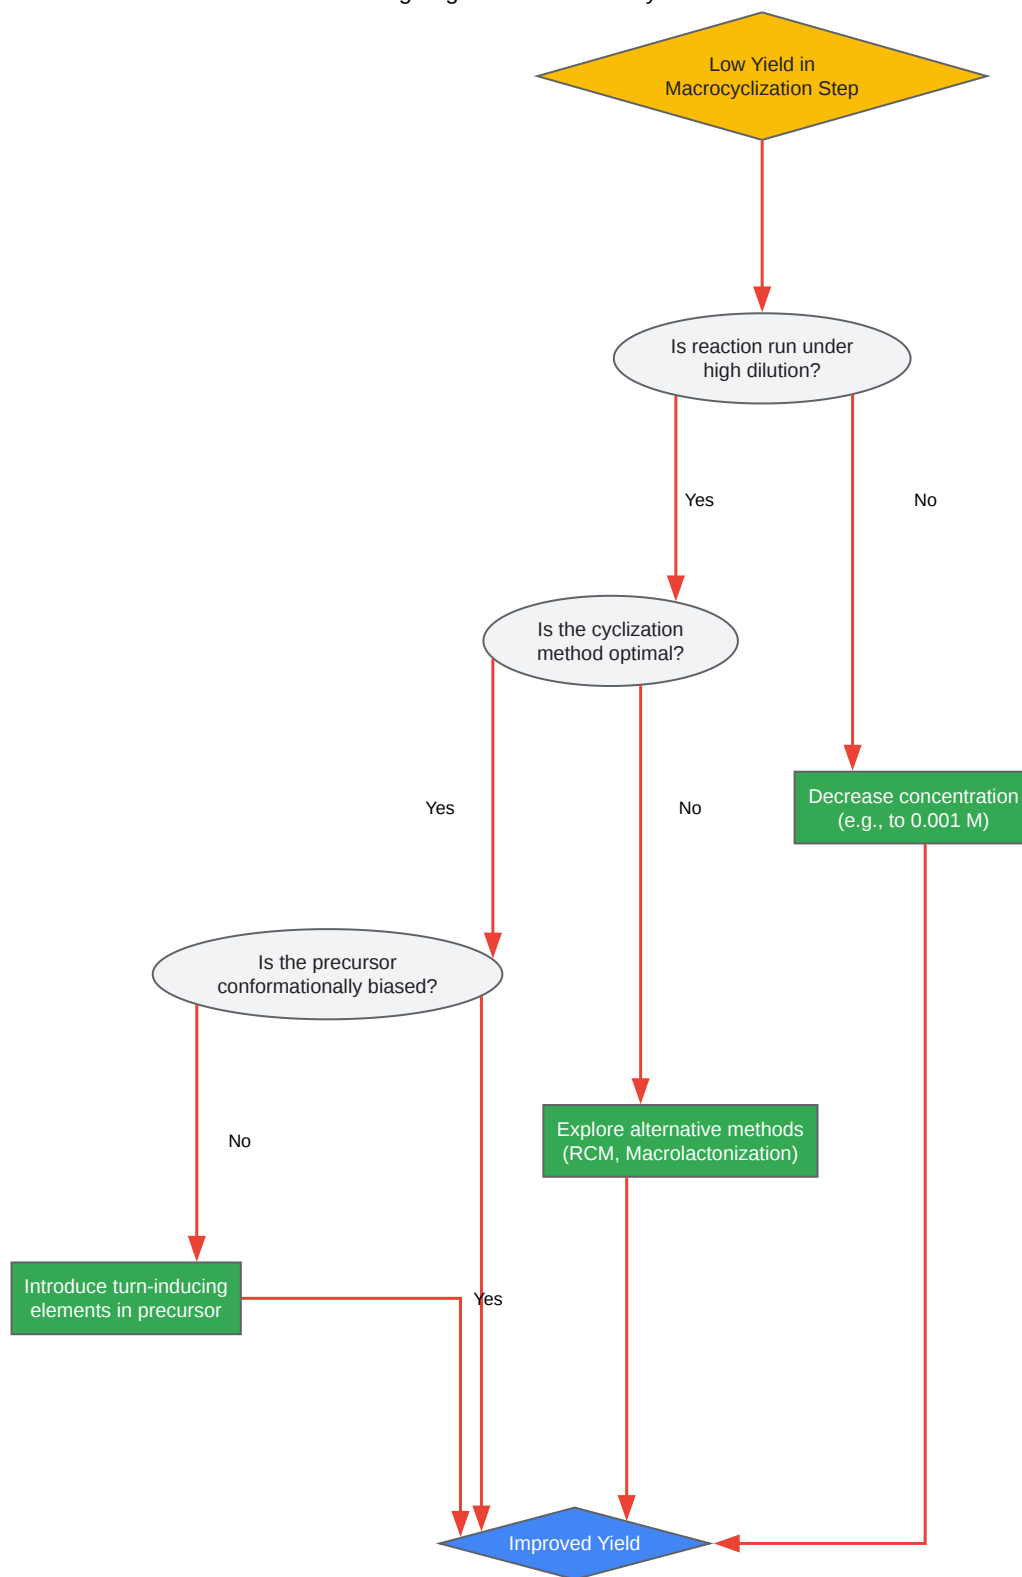 Low Yield in
Macrocyclization Step
Is reaction run under
high dilution?
Yes
No
Is the cyclization
method optimal?
Decrease concentration
(e.g., to 0.001 M)
Yes
No
Is the precursor
conformationally biased?
Explore alternative methods
(RCM, Macrolactonization)
No
Introduce turn-inducing
elements in precursor
Yes
Improved Yield